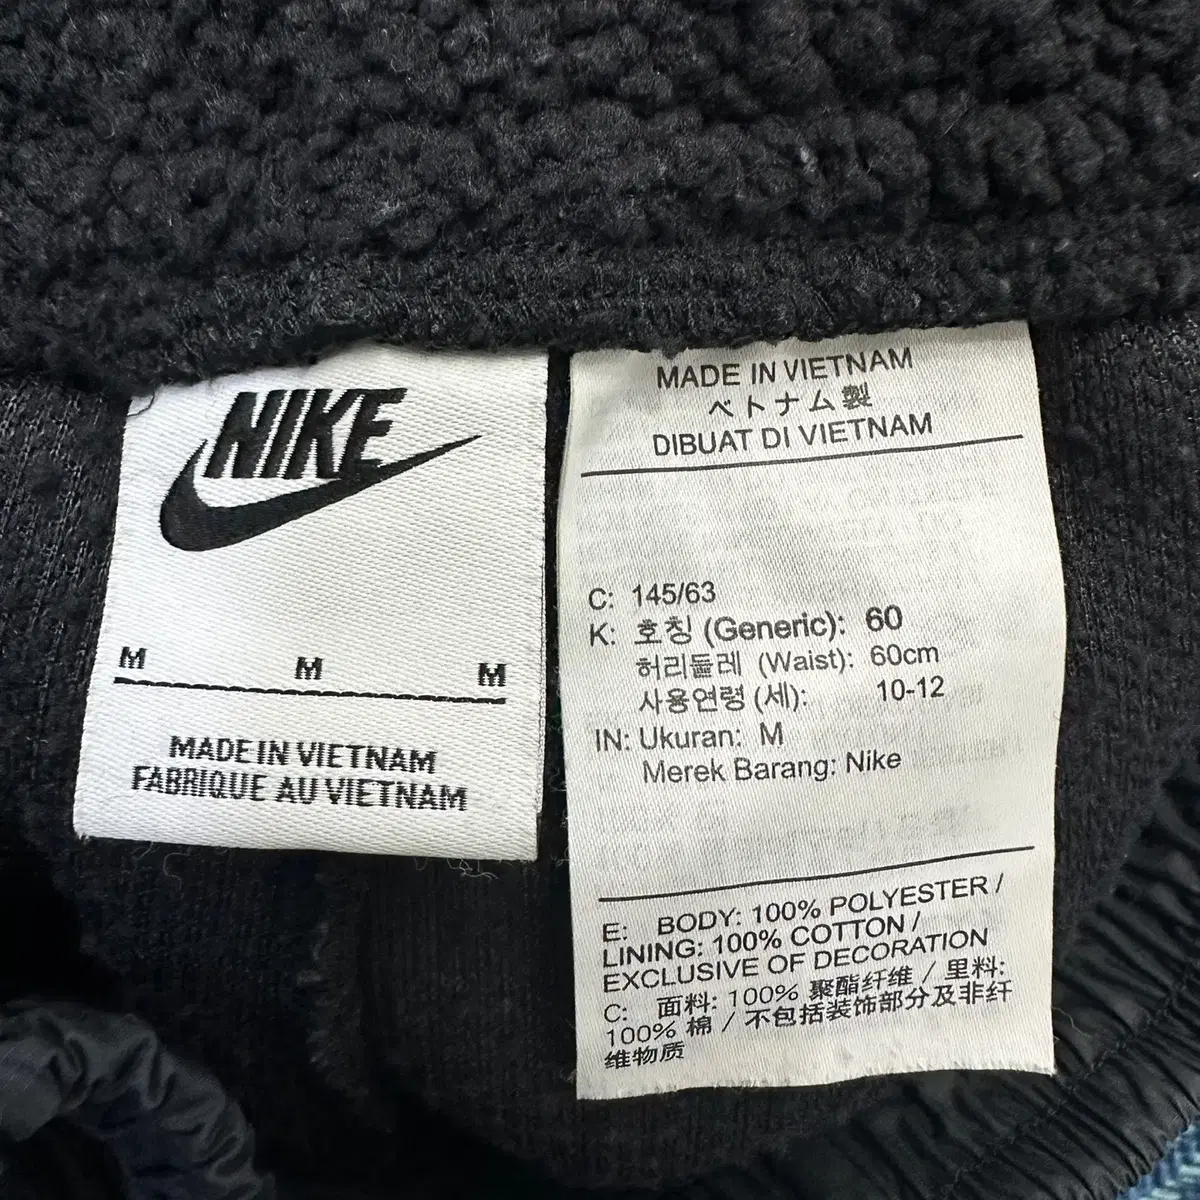 NIKE
M M M
MADE IN VIETNAM
FABRIQUE AU VIETNAM
MADE IN VIETNAM
ベトナム製
DIBUAT DI VIETNAM
C: 145/63
K: 호칭 (Generic): 60
허리둘레 (Waist): 60cm
사용연령 (세): 10-12
IN: Ukuran: M
Merek Barang: Nike
E: BODY: 100% POLYESTER /
LINING: 100% COTTON /
EXCLUSIVE OF DECORATION
C: 面料: 100% 聚酯纤维 / 里料:
100% 棉 / 不包括装饰部分及非纤
维物质